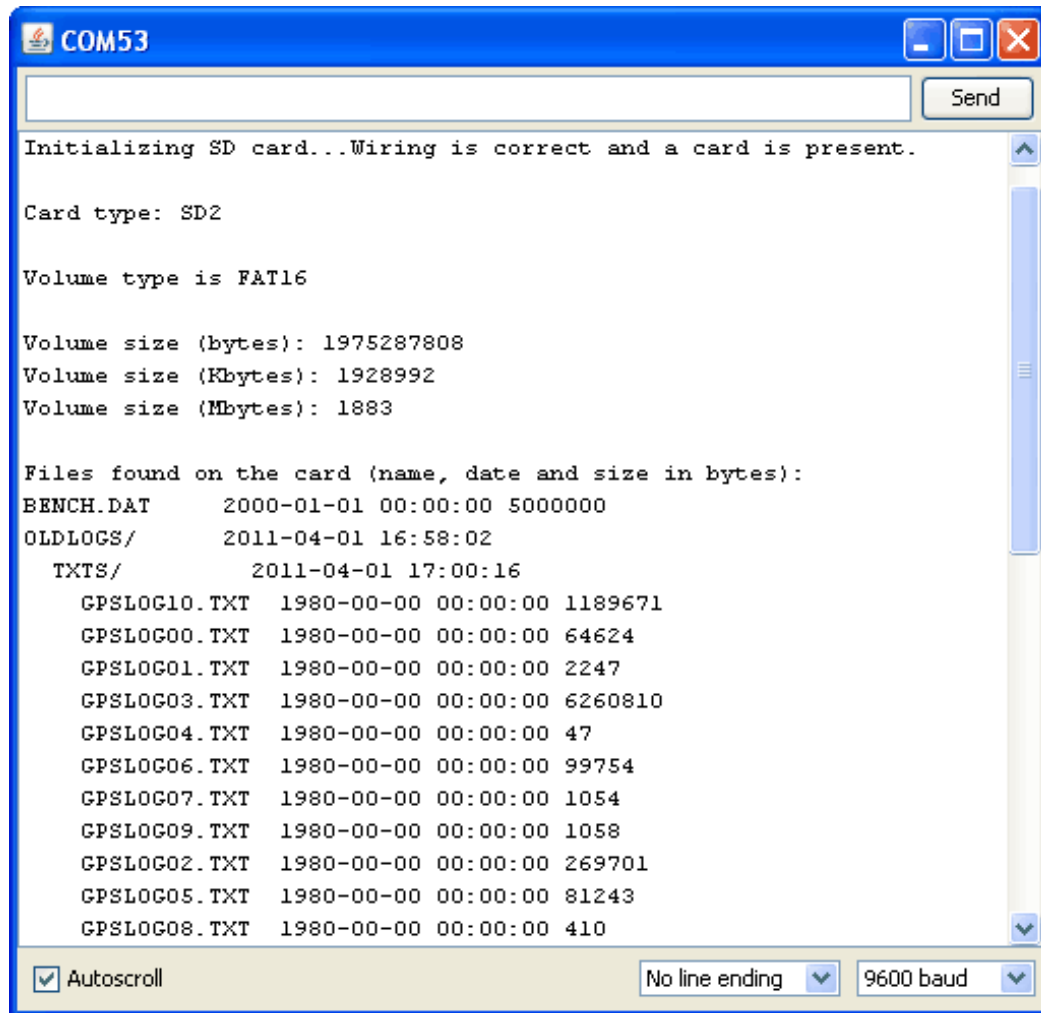 COM53
Send
Initializing SD card...Wiring is correct and a card is present.
Card type: SD2
Volume type is FAT16
Volume size (bytes): 1975287808
Volume size (Kbytes): 1928992
Volume size (Mbytes): 1883
Files found on the card (name, date and size in bytes):
BENCH.DAT 2000-01-01 00:00:00 5000000
OLDLOGS/ 2011-04-01 16:58:02
TXTS/ 2011-04-01 17:00:16
GPSLOG10.TXT 1980-00-00 00:00:00 1189671
GPSLOG00.TXT 1980-00-00 00:00:00 64624
GPSLOG01.TXT 1980-00-00 00:00:00 2247
GPSLOG03.TXT 1980-00-00 00:00:00 6260810
GPSLOG04.TXT 1980-00-00 00:00:00 47
GPSLOG06.TXT 1980-00-00 00:00:00 99754
GPSLOG07.TXT 1980-00-00 00:00:00 1054
GPSLOG09.TXT 1980-00-00 00:00:00 1058
GPSLOG02.TXT 1980-00-00 00:00:00 269701
GPSLOG05.TXT 1980-00-00 00:00:00 81243
GPSLOG08.TXT 1980-00-00 00:00:00 410
Autoscroll No line ending 9600 baud